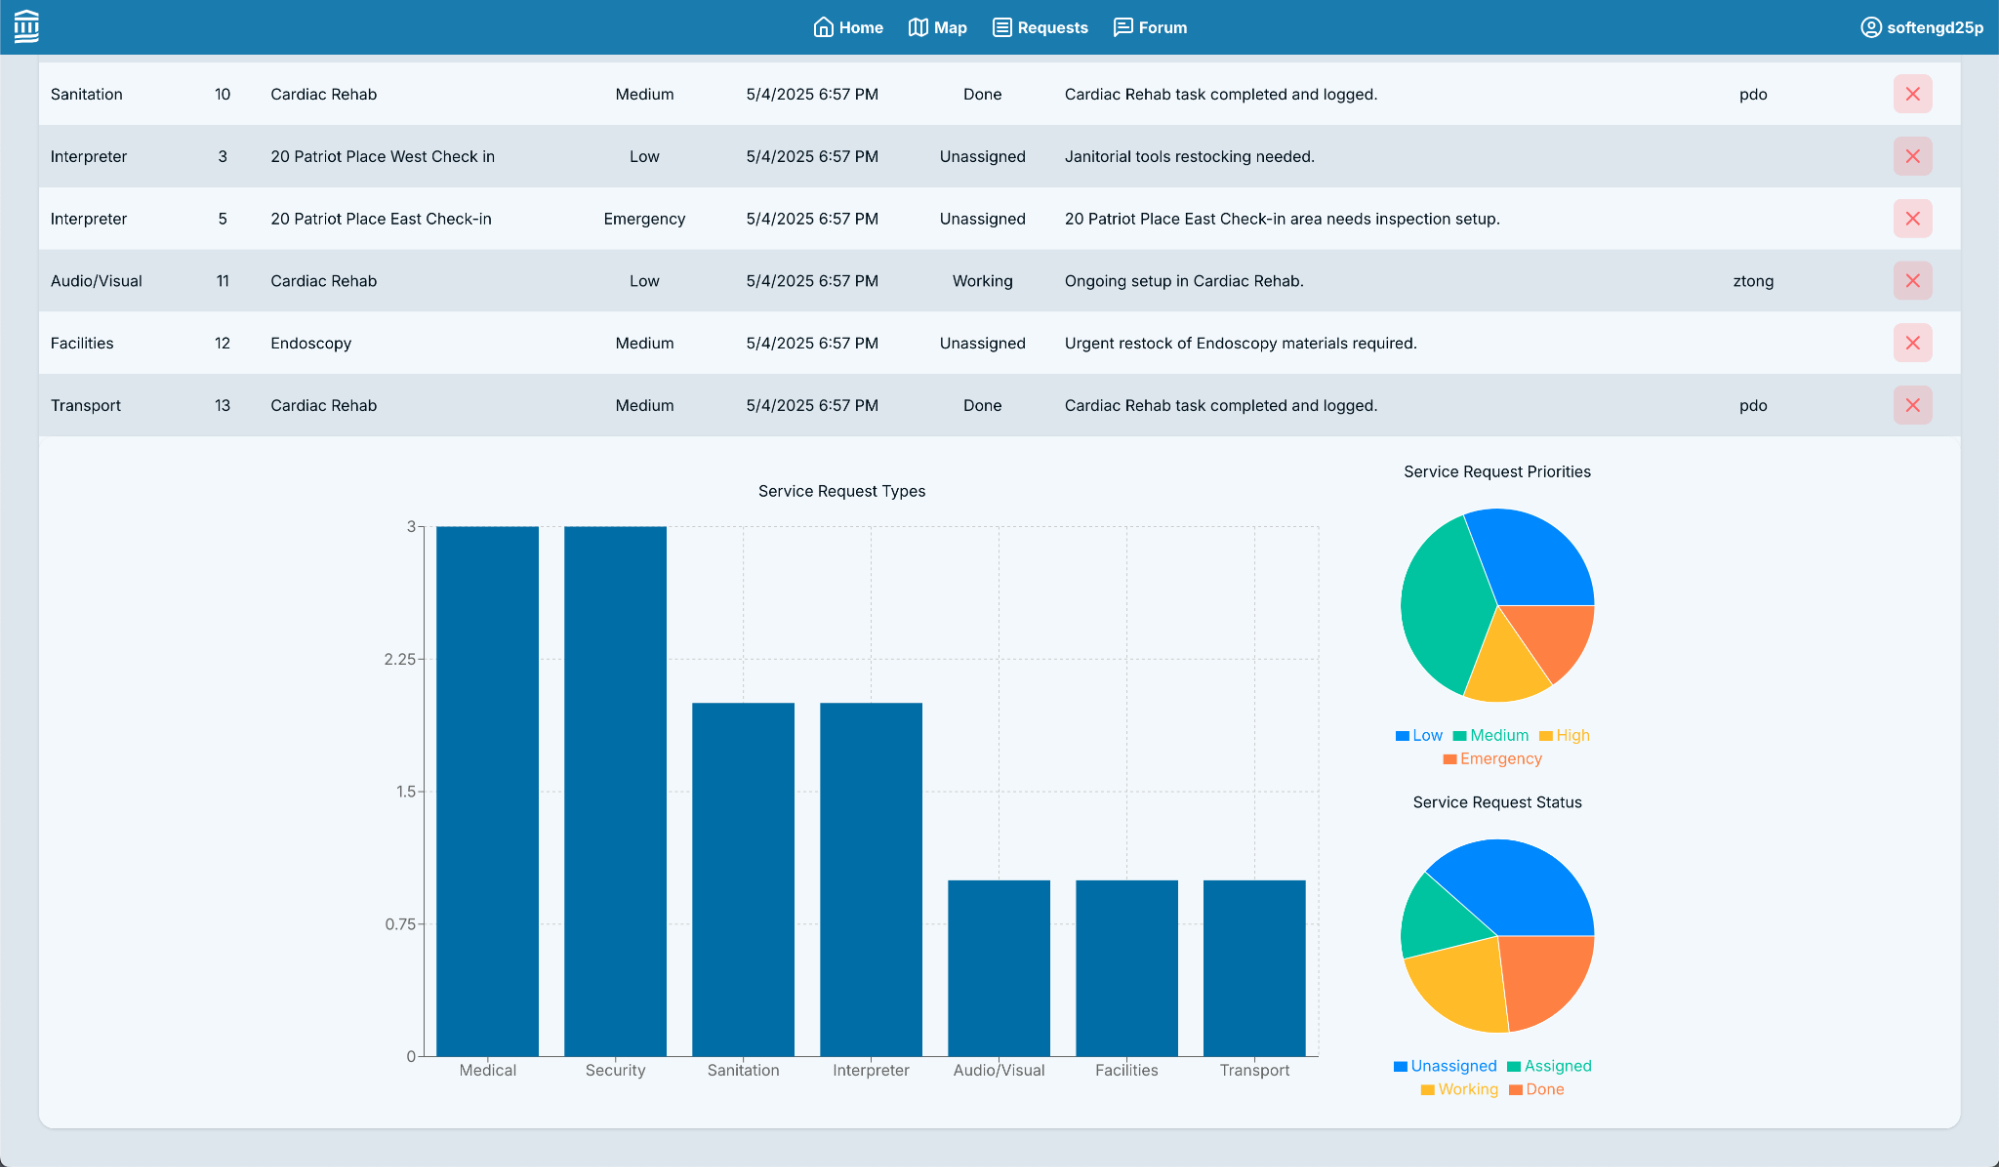 Home Map Requests Forum softengd25p
Sanitation 10 Cardiac Rehab Medium 5/4/2025 6:57 PM Done Cardiac Rehab task completed and logged. pdo
Interpreter 3 20 Patriot Place West Check in Low 5/4/2025 6:57 PM Unassigned Janitorial tools restocking needed.
Interpreter 5 20 Patriot Place East Check-in Emergency 5/4/2025 6:57 PM Unassigned 20 Patriot Place East Check-in area needs inspection setup.
Audio/Visual 11 Cardiac Rehab Low 5/4/2025 6:57 PM Working Ongoing setup in Cardiac Rehab. ztong
Facilities 12 Endoscopy Medium 5/4/2025 6:57 PM Unassigned Urgent restock of Endoscopy materials required.
Transport 13 Cardiac Rehab Medium 5/4/2025 6:57 PM Done Cardiac Rehab task completed and logged. pdo
Service Request Types
3
2.25
1.5
0.75
0
Medical Security Sanitation Interpreter Audio/Visual Facilities Transport
Service Request Priorities
Low Medium High
Emergency
Service Request Status
Unassigned Assigned
Working Done